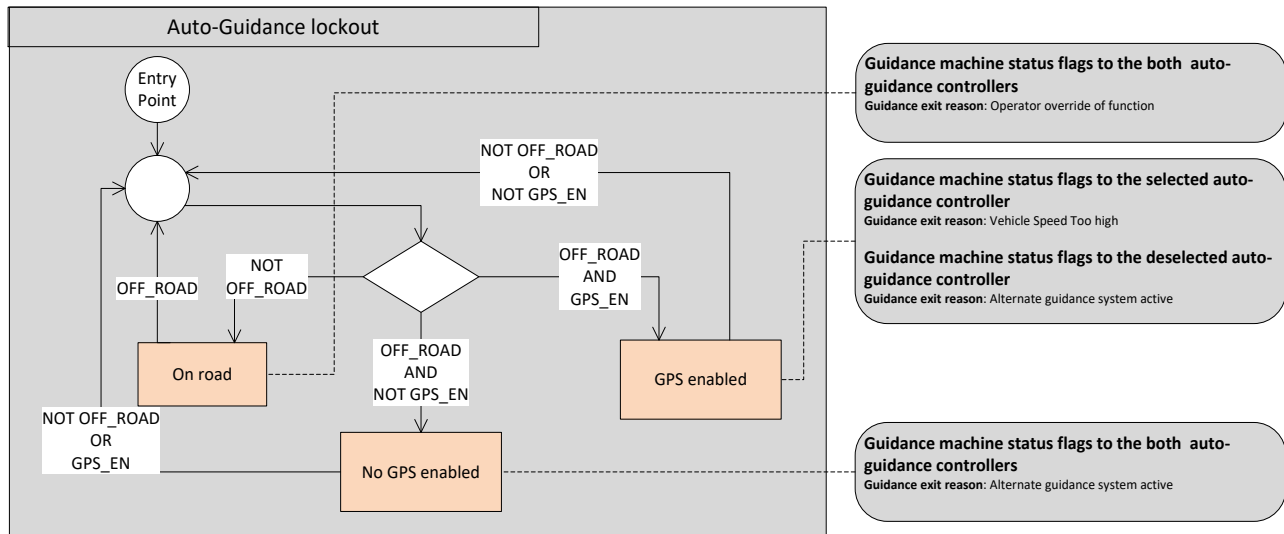 Auto-Guidance lockout
Entry
Point
NOT OFF_ROAD
OR
NOT GPS_EN
OFF_ROAD
NOT
OFF_ROAD
OFF_ROAD
AND
GPS_EN
On road
OFF_ROAD
AND
NOT GPS_EN
GPS enabled
NOT OFF_ROAD
OR
GPS_EN
No GPS enabled
Guidance machine status flags to the both auto-
guidance controllers
Guidance exit reason: Operator override of function
Guidance machine status flags to the selected auto-
guidance controller
Guidance exit reason: Vehicle Speed Too high
Guidance machine status flags to the deselected auto-
guidance controller
Guidance exit reason: Alternate guidance system active
Guidance machine status flags to the both auto-
guidance controllers
Guidance exit reason: Alternate guidance system active